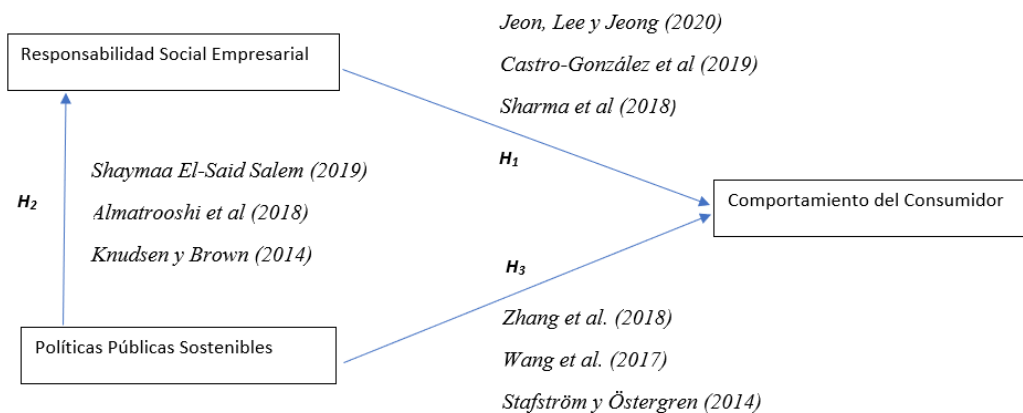 Jeon, Lee y Jeong (2020)
Responsabilidad Social Empresarial
Castro-González et al (2019)
Sharma et al (2018)
H₁
Shaymaa El-Said Salem (2019)
H₂
Almatrooshi et al (2018)
Comportamiento del Consumidor
Knudsen y Brown (2014)
H₃
Zhang et al. (2018)
Políticas Públicas Sostenibles
Wang et al. (2017)
Stafström y Östergren (2014)